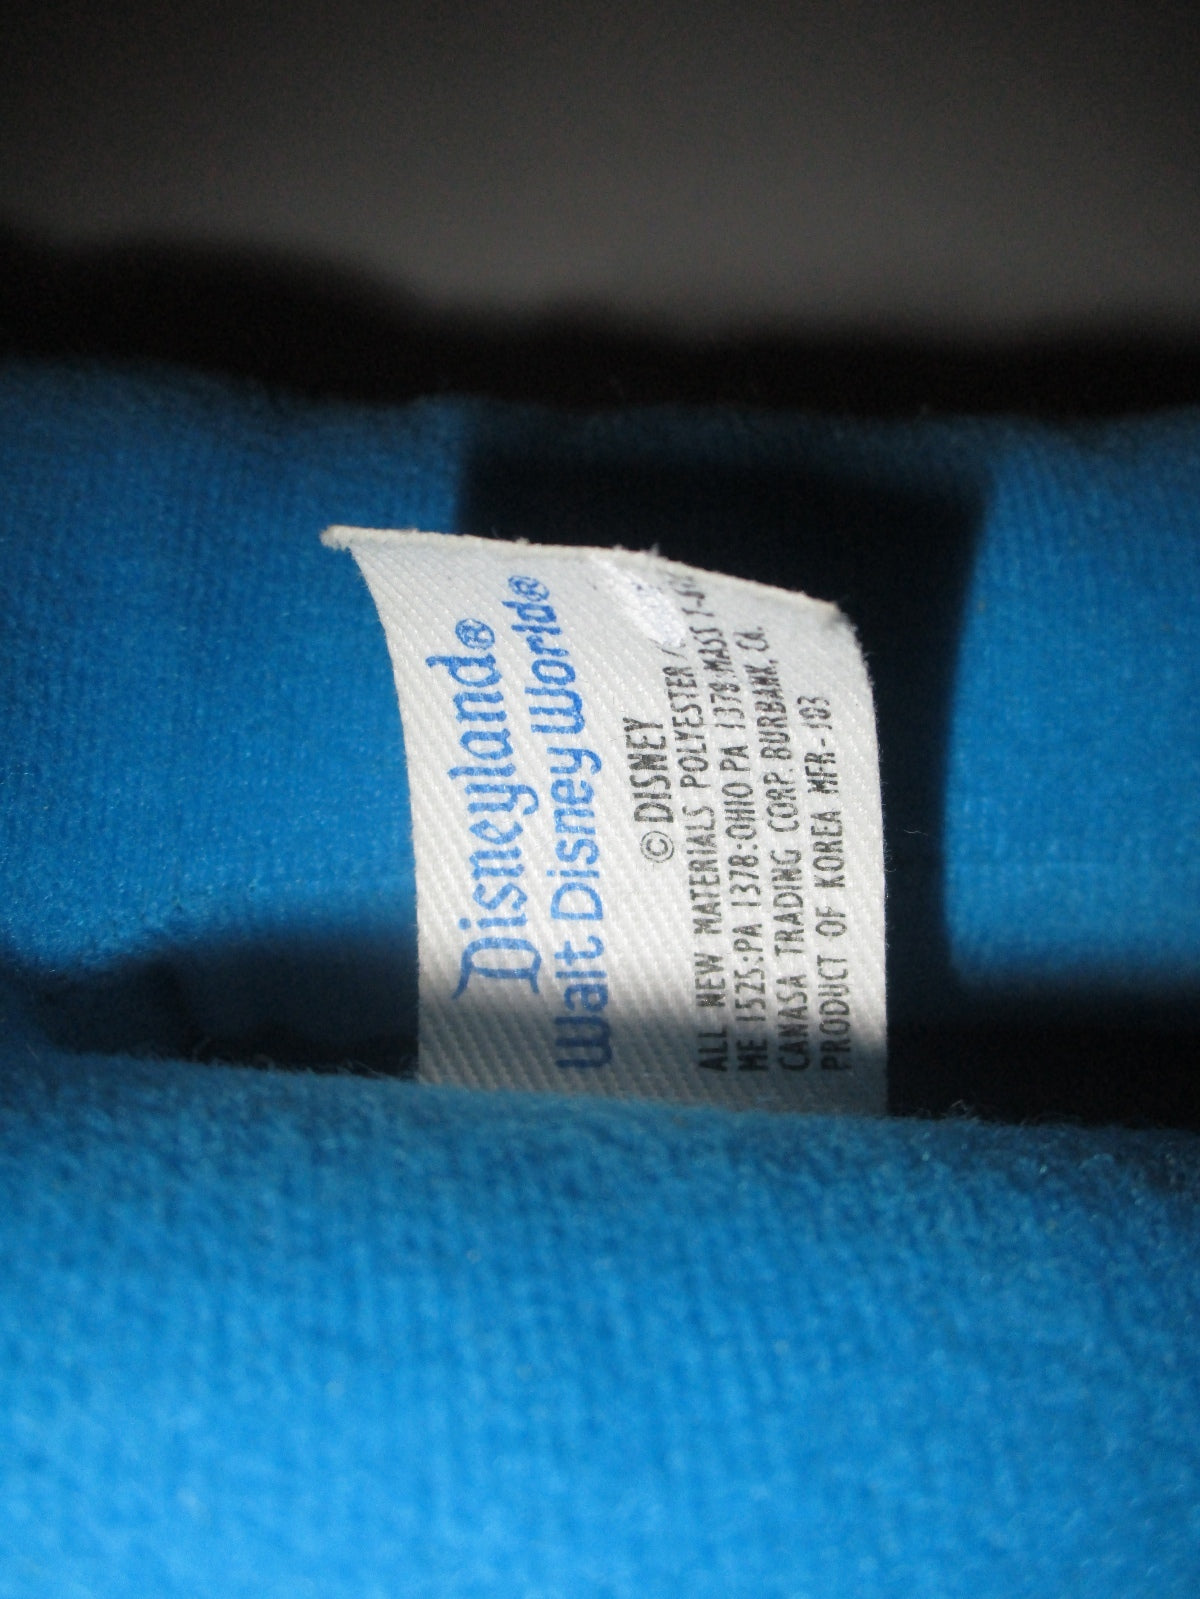 Disneyland®
Walt Disney World®
© DISNEY
ALL NEW MATERIALS POLYESTER /
ME 1525:PA 1378:OHIO PA 1378:MASS
CANASA TRADING CORP. BURBANK, CA.
PRODUCT OF KOREA MFR-103